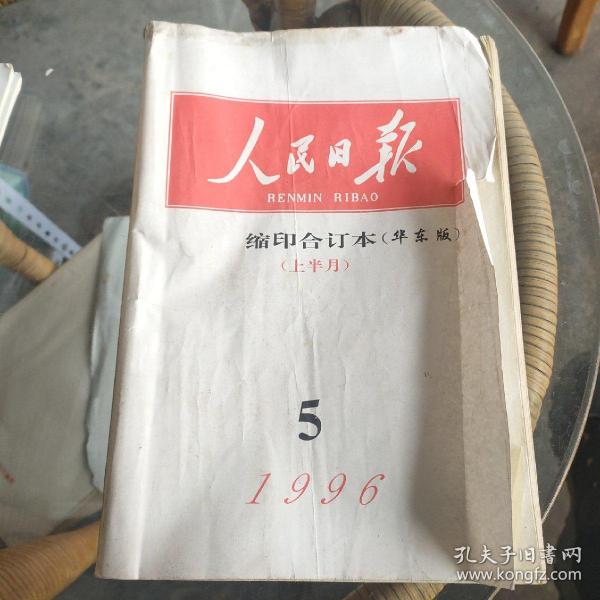 人民日报
RENMIN RIBAO
缩印合订本(华东版)
(上半月)
5
1996
孔夫子旧書网
www.kongfz.com